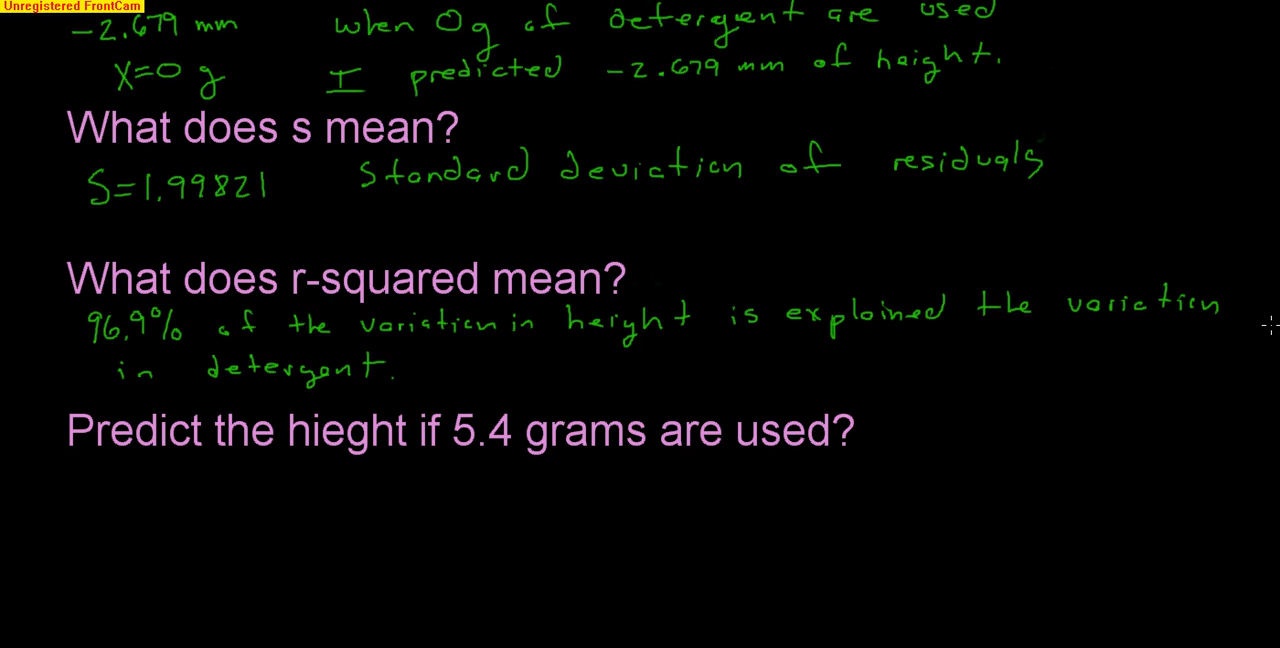 Unregistered FrontCam
-2.679 mm when 0g of detergent are used
X=0 g I predicted -2.679 mm of height.
What does s mean?
S=1.99821 Standard deviation of residuals
What does r-squared mean?
96.9% of the variation in height is explained the variation
in detergent.
Predict the hieght if 5.4 grams are used?